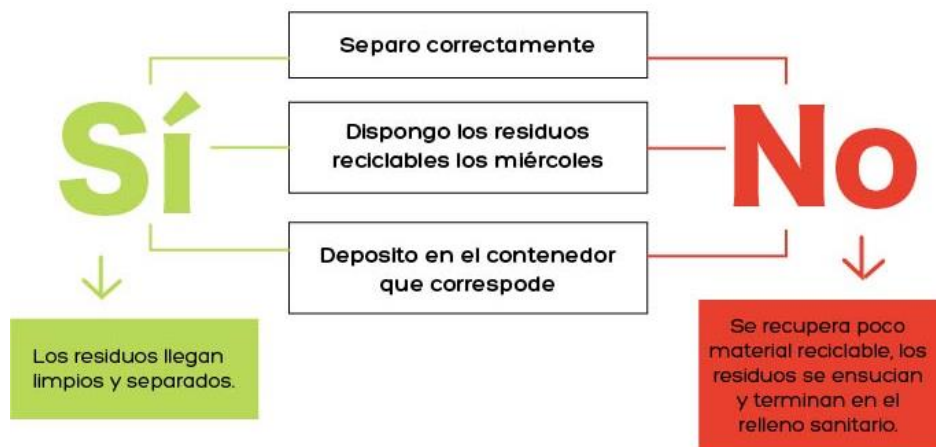 Separo correctamente
Sí
Dispongo los residuos
reciclables los miércoles
No
Deposito en el contenedor
que correspode
Los residuos llegan
limpios y separados.
Se recupera poco
material reciclable, los
residuos se ensucian
y terminan en el
relleno sanitario.